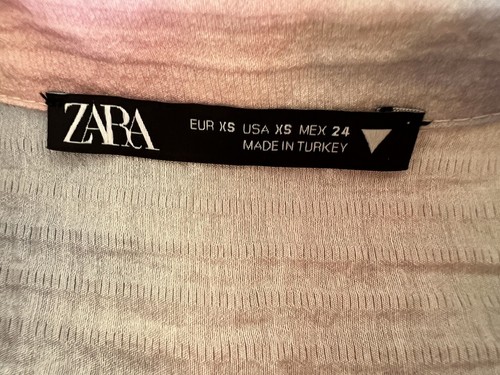 ZARA
EUR XS USA XS MEX 24
MADE IN TURKEY